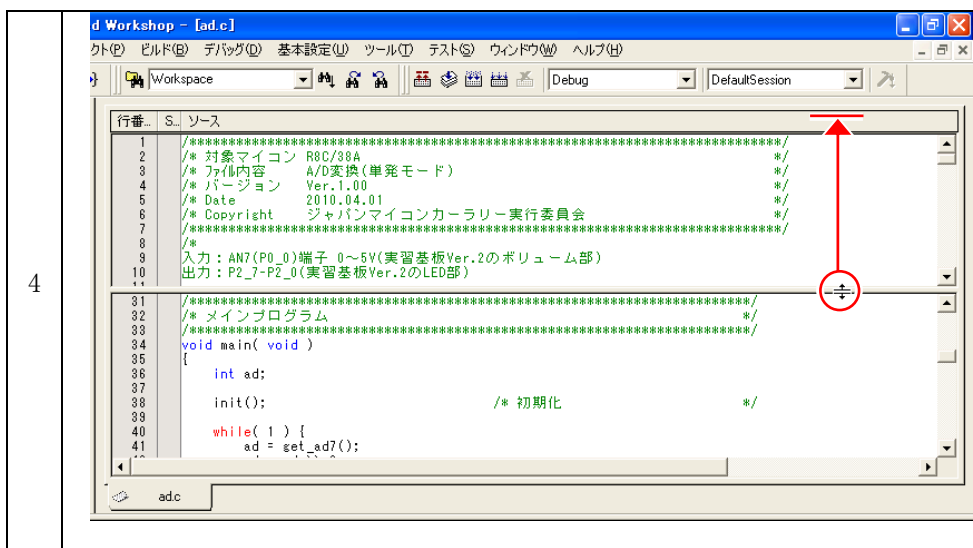 d Workshop - [ad.c]
クト(P) ビルド(B) デバッグ(D) 基本設定(U) ツール(T) テスト(S) ウィンドウ(W) ヘルプ(H)
Workspace Debug DefaultSession
行番... S... ソース
1 /****************************************************************************/
2 /* 対象マイコン R8C/38A */
3 /* ファイル内容 A/D変換(単発モード) */
4 /* バージョン Ver.1.00 */
5 /* Date 2010.04.01 */
6 /* Copyright ジャパンマイコンカーラリー実行委員会 */
7 /****************************************************************************/
8 /*
9 入力：AN7(P0_0)端子 0～5V(実習基板Ver.2のボリューム部)
10 出力：P2_7-P2_0(実習基板Ver.2のLED部)
11
31 /************************************************************************/
32 /* メインプログラム */
33 /************************************************************************/
34 void main( void )
35 {
36 int ad;
37
38 init(); /* 初期化 */
39
40 while( 1 ) {
41 ad = get_ad7();
4
ad.c